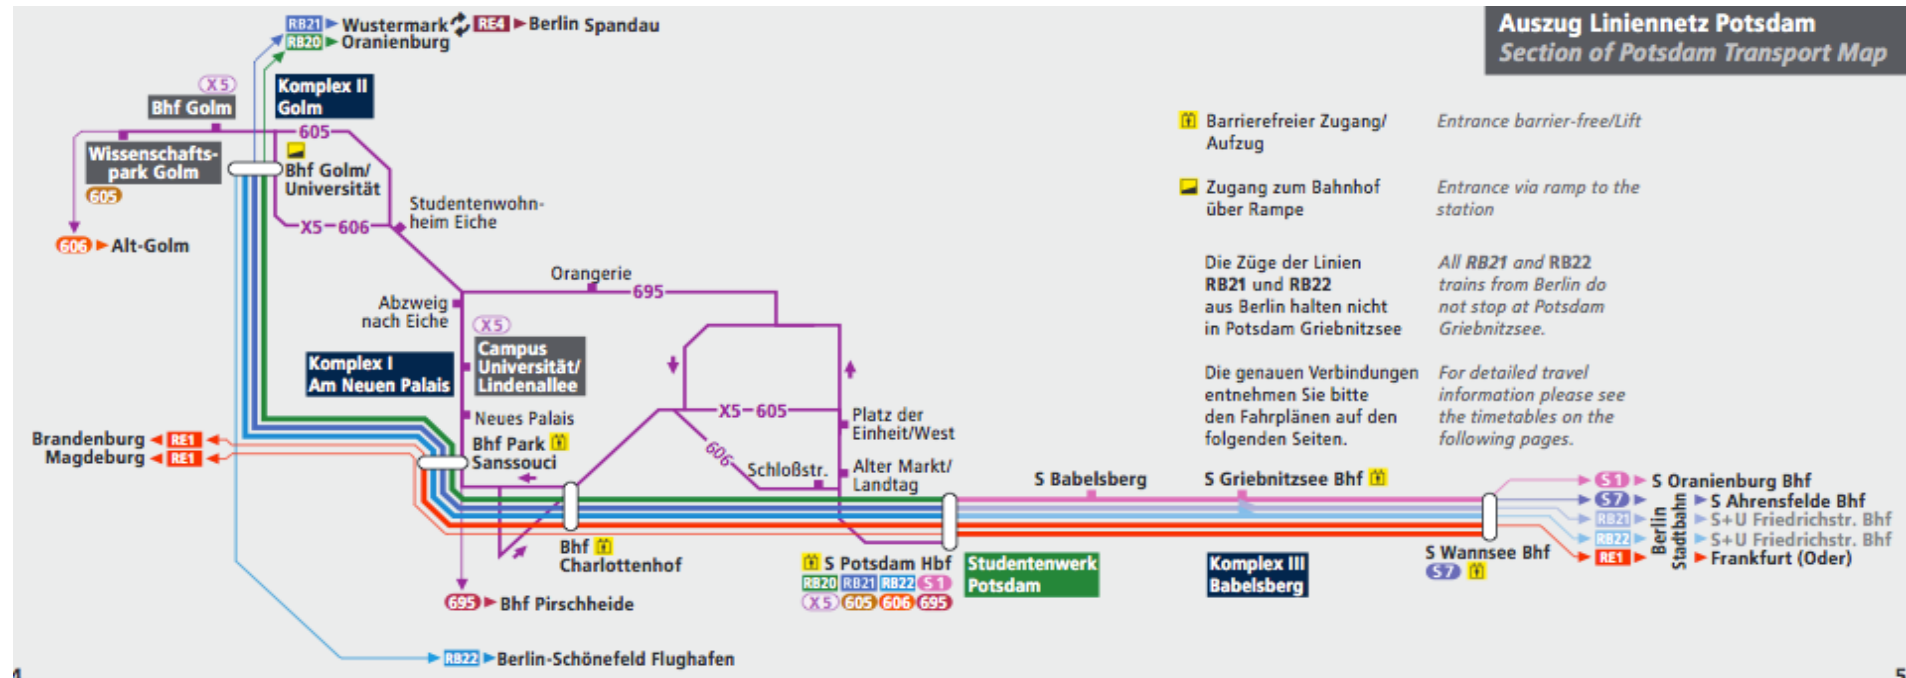 Auszug Liniennetz Potsdam
Section of Potsdam Transport Map
RB21 Wustermark RE4 Berlin Spandau
RB20 Oranienburg
X5
Bhf Golm
Komplex II
Golm
605
Wissenschafts-
park Golm
605
Bhf Golm/
Universität
X5 606
Studentenwohn-
heim Eiche
606 Alt-Golm
Orangerie
695
Abzweig
nach Eiche
X5
Campus
Universität/
Lindenallee
Komplex I
Am Neuen Palais
Neues Palais
X5 605
606
Platz der
Einheit/West
Schloßstr.
Alter Markt/
Landtag
Brandenburg RE1
Magdeburg RE1
Bhf Park
Sanssouci
Bhf
Charlottenhof
695 Bhf Pirschheide
RB22 Berlin-Schönefeld Flughafen
S Potsdam Hbf
RB20 RB21 RB22 S1
X5 605 606 695
Studentenwerk
Potsdam
S Babelsberg
S Griebnitzsee Bhf
Komplex III
Babelsberg
S Wannsee Bhf
S7
S1 S Oranienburg Bhf
S7 S Ahrensfelde Bhf
RB21 S+U Friedrichstr. Bhf
RB22 S+U Friedrichstr. Bhf
RE1 Frankfurt (Oder)
Berlin
Stadtbahn
Barrierefreier Zugang/
Aufzug
Entrance barrier-free/Lift
Zugang zum Bahnhof
über Rampe
Entrance via ramp to the
station
Die Züge der Linien
RB21 und RB22
aus Berlin halten nicht
in Potsdam Griebnitzsee
All RB21 and RB22
trains from Berlin do
not stop at Potsdam
Griebnitzsee.
Die genauen Verbindungen
entnehmen Sie bitte
den Fahrplänen auf den
folgenden Seiten.
For detailed travel
information please see
the timetables on the
following pages.
4
5